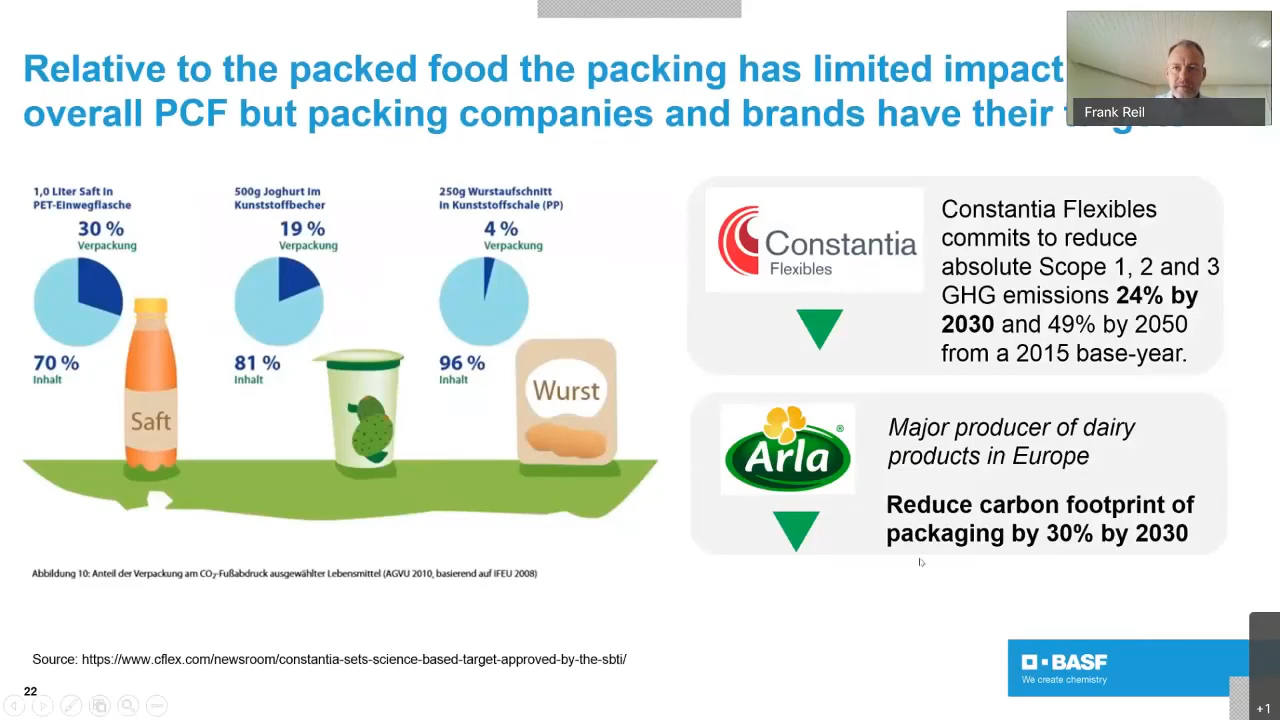 Relative to the packed food the packing has limited impact
overall PCF but packing companies and brands have their
Frank Reil
1,0 Liter Saft in
PET-Einwegflasche
30 %
Verpackung
70 %
Inhalt
Saft
500g Joghurt im
Kunststoffbecher
19 %
Verpackung
81 %
Inhalt
250g Wurstaufschnitt
in Kunststoffschale (PP)
4 %
Verpackung
96 %
Inhalt
Wurst
Abbildung 10: Anteil der Verpackung am CO₂-Fußabdruck ausgewählter Lebensmittel (AGVU 2010, basierend auf IFEU 2008)
Constantia
Flexibles
Constantia Flexibles
commits to reduce
absolute Scope 1, 2 and 3
GHG emissions 24% by
2030 and 49% by 2050
from a 2015 base-year.
Arla
®
Major producer of dairy
products in Europe
Reduce carbon footprint of
packaging by 30% by 2030
Source: https://www.cflex.com/newsroom/constantia-sets-science-based-target-approved-by-the-sbti/
22
BASF
We create chemistry
+1